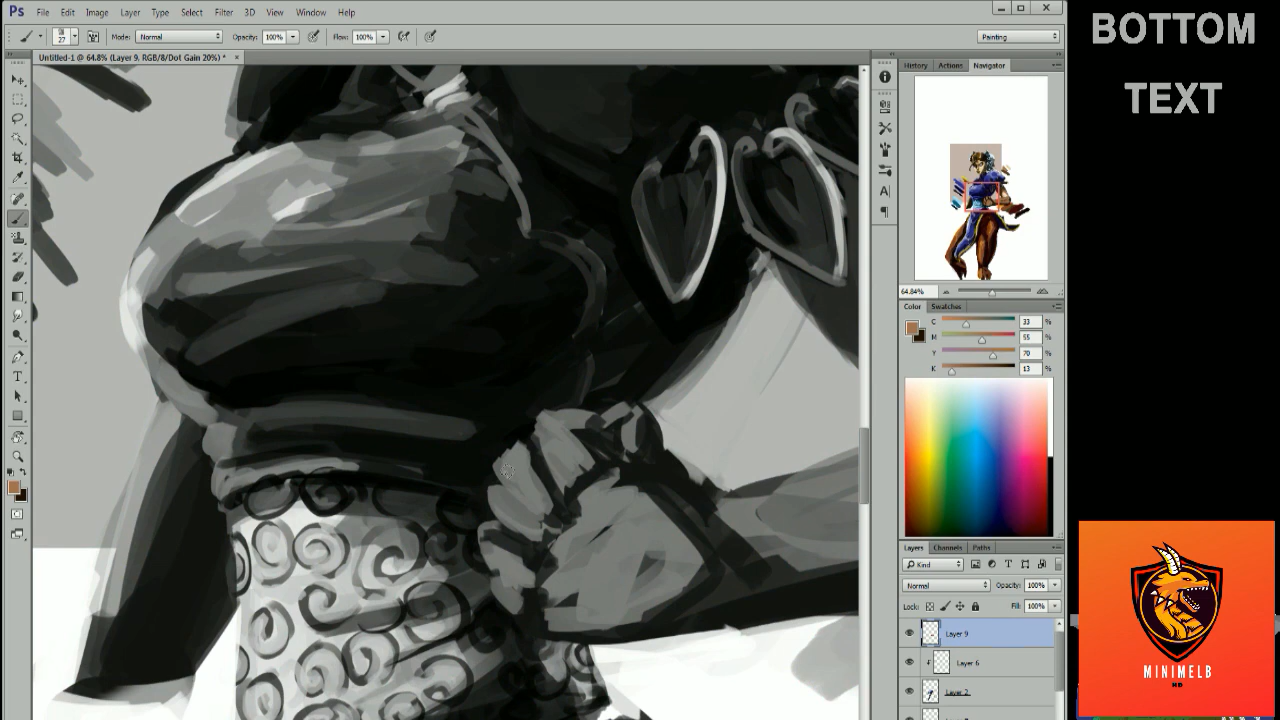 Ps File Edit Image Layer Type Select Filter 3D View Window Help
27 Mode: Normal Opacity: 100% Flow: 100% Painting
Untitled-1 @ 64.8% (Layer 9, RGB/8/Dot Gain 20%) * ×
History Actions Navigator
64.84%
Color Swatches
C 33 %
M 55 %
Y 70 %
K 13 %
Layers Channels Paths
Kind
Normal Opacity: 100%
Lock: Fill: 100%
Layer 9
Layer 6
Layer 2
BOTTOM
TEXT
MINIMELB
HD